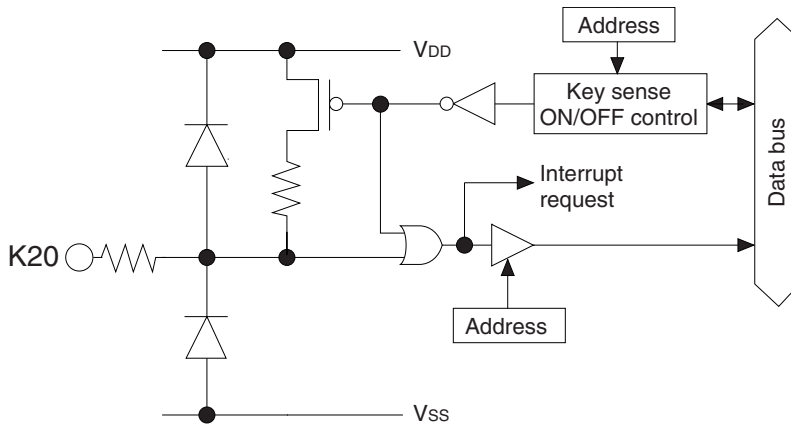 Address
VDD
Key sense
ON/OFF control
Data bus
Interrupt
request
K20
Address
VSS